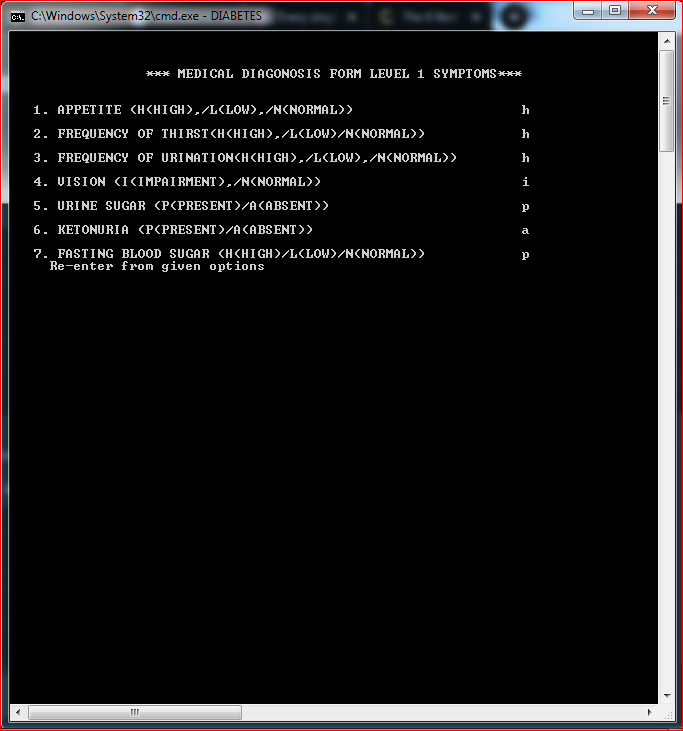 C:\Windows\System32\cmd.exe - DIABETES
*** MEDICAL DIAGONOSIS FORM LEVEL 1 SYMPTOMS***
1. APPETITE (H(HIGH),/L(LOW),/N(NORMAL)) h
2. FREQUENCY OF THIRST(H(HIGH),/L(LOW)/N(NORMAL)) h
3. FREQUENCY OF URINATION(H(HIGH),/L(LOW),/N(NORMAL)) h
4. VISION (I(IMPAIRMENT),/N(NORMAL)) i
5. URINE SUGAR (P(PRESENT)/A(ABSENT)) p
6. KETONURIA (P(PRESENT)/A(ABSENT)) a
7. FASTING BLOOD SUGAR (H(HIGH)/L(LOW)/N(NORMAL)) p
Re-enter from given options